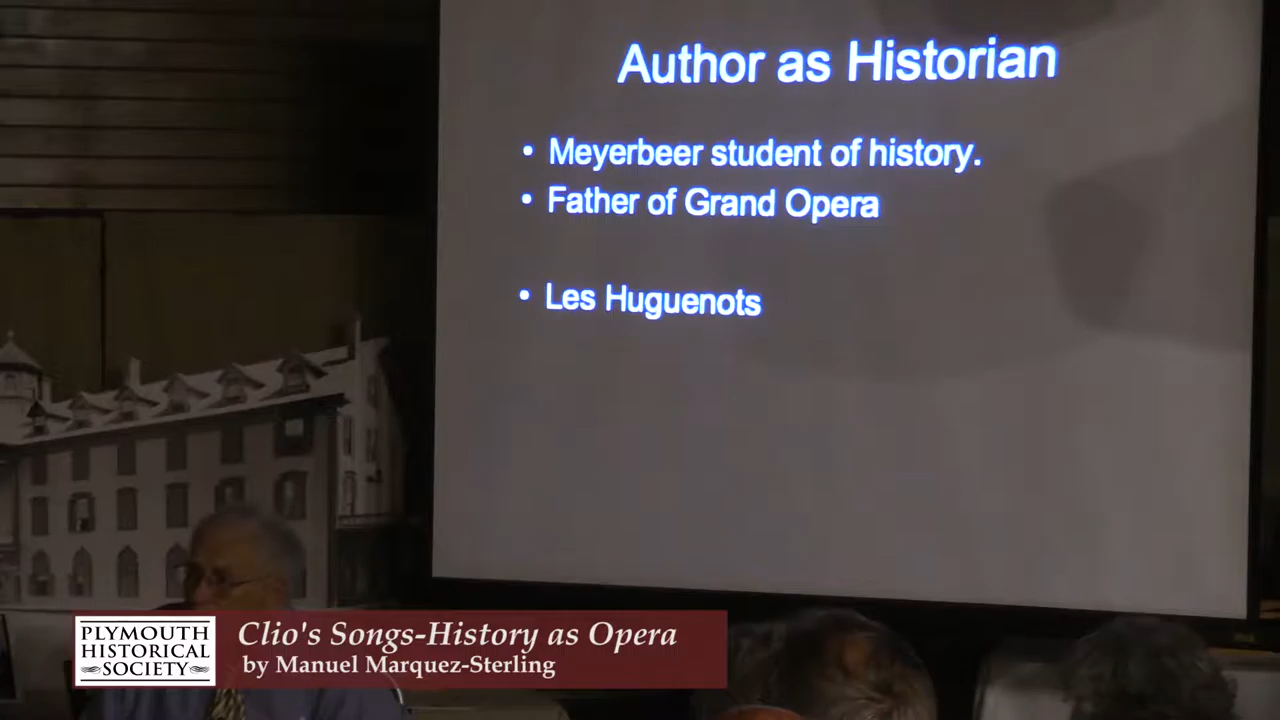 Author as Historian
• Meyerbeer student of history.
• Father of Grand Opera
• Les Huguenots
PLYMOUTH
HISTORICAL
SOCIETY
Clio's Songs-History as Opera
by Manuel Marquez-Sterling